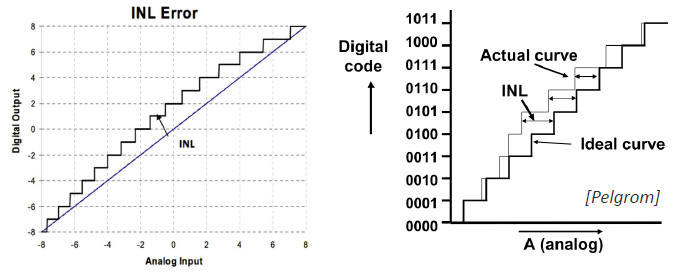 INL Error
Digital Output
8
6
4
2
0
-2
-4
-6
-8
INL
-8 -6 -4 -2 0 2 4 6 8
Analog Input
Digital
code
1011
1000
0111
0110
0101
0100
0011
0010
0001
0000
Actual curve
INL
Ideal curve
[Pelgrom]
A (analog)